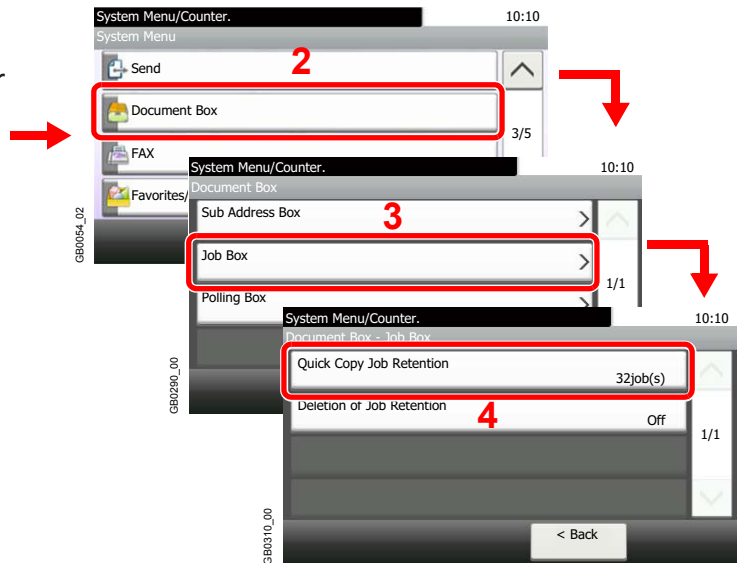 System Menu/Counter. 10:10
System Menu
r
Send
2
Document Box
3/5
FAX
Favorites/
GB0054_02
System Menu/Counter. 10:10
Document Box
Sub Address Box
3
Job Box
1/1
Polling Box
GB0290_00
System Menu/Counter. 10:10
Document Box - Job Box
Quick Copy Job Retention
32job(s)
Deletion of Job Retention
4
Off
1/1
< Back
GB0310_00